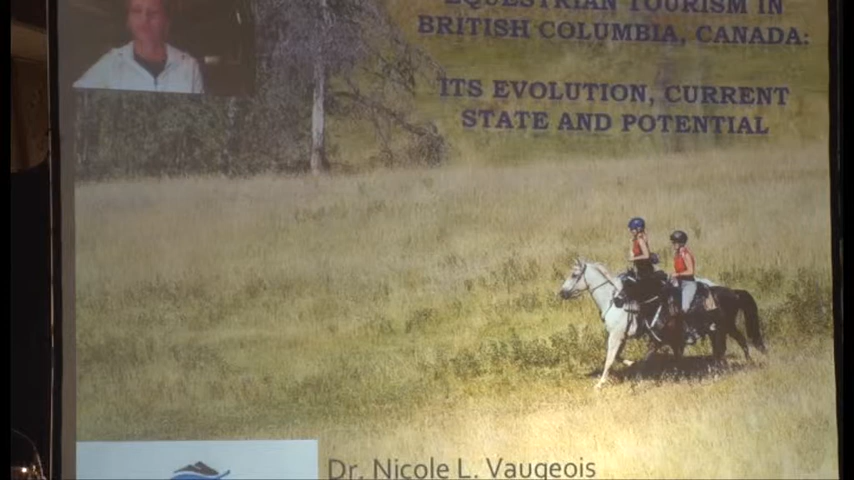 EQUESTRIAN TOURISM IN
BRITISH COLUMBIA, CANADA:
ITS EVOLUTION, CURRENT
STATE AND POTENTIAL
Dr. Nicole L. Vaugeois